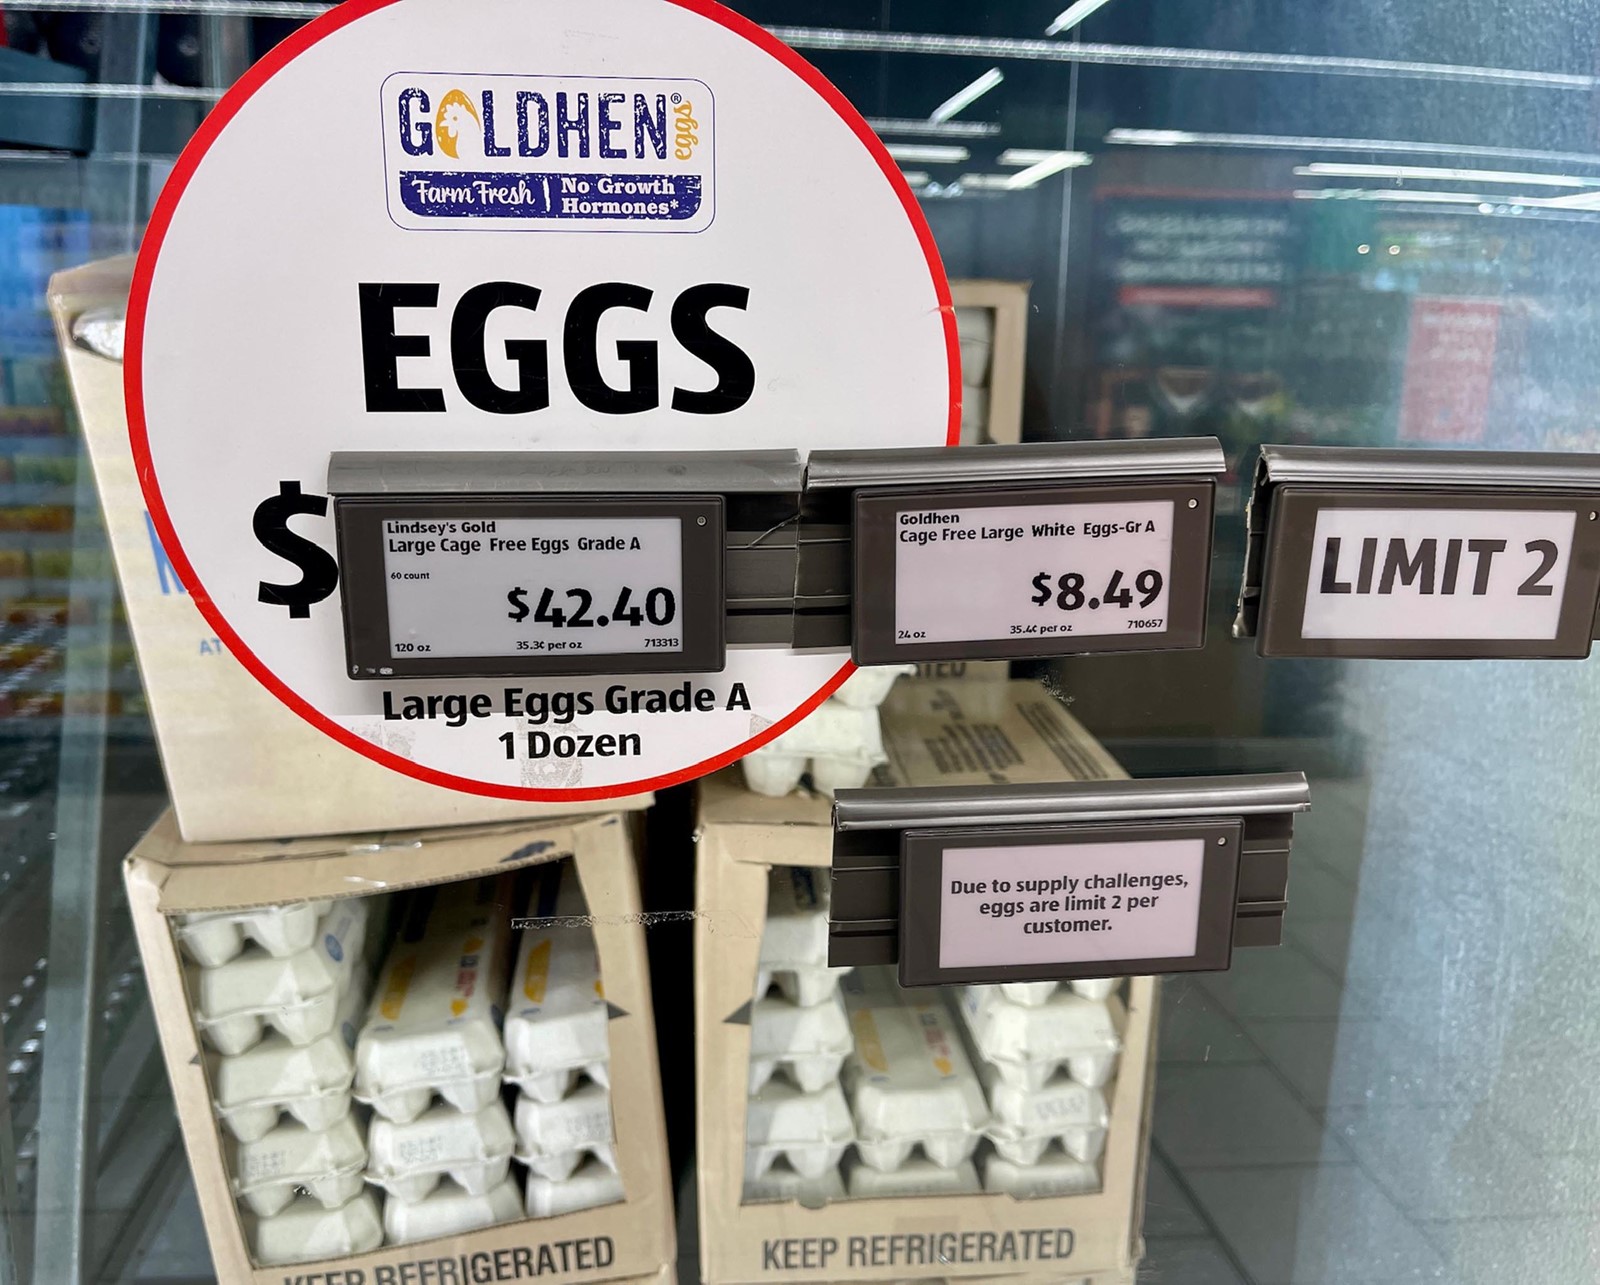 GOLDHEN® eggs
Farm Fresh | No Growth
Hormones*
EGGS
$
Lindsey's Gold
Large Cage Free Eggs Grade A
60 count
$42.40
120 oz 35.3¢ per oz 713313
Goldhen
Cage Free Large White Eggs-Gr A
$8.49
24 oz 35.4¢ per oz 710657
LIMIT 2
Large Eggs Grade A
1 Dozen
Due to supply challenges,
eggs are limit 2 per
customer.
KEEP REFRIGERATED
KEEP REFRIGERATED